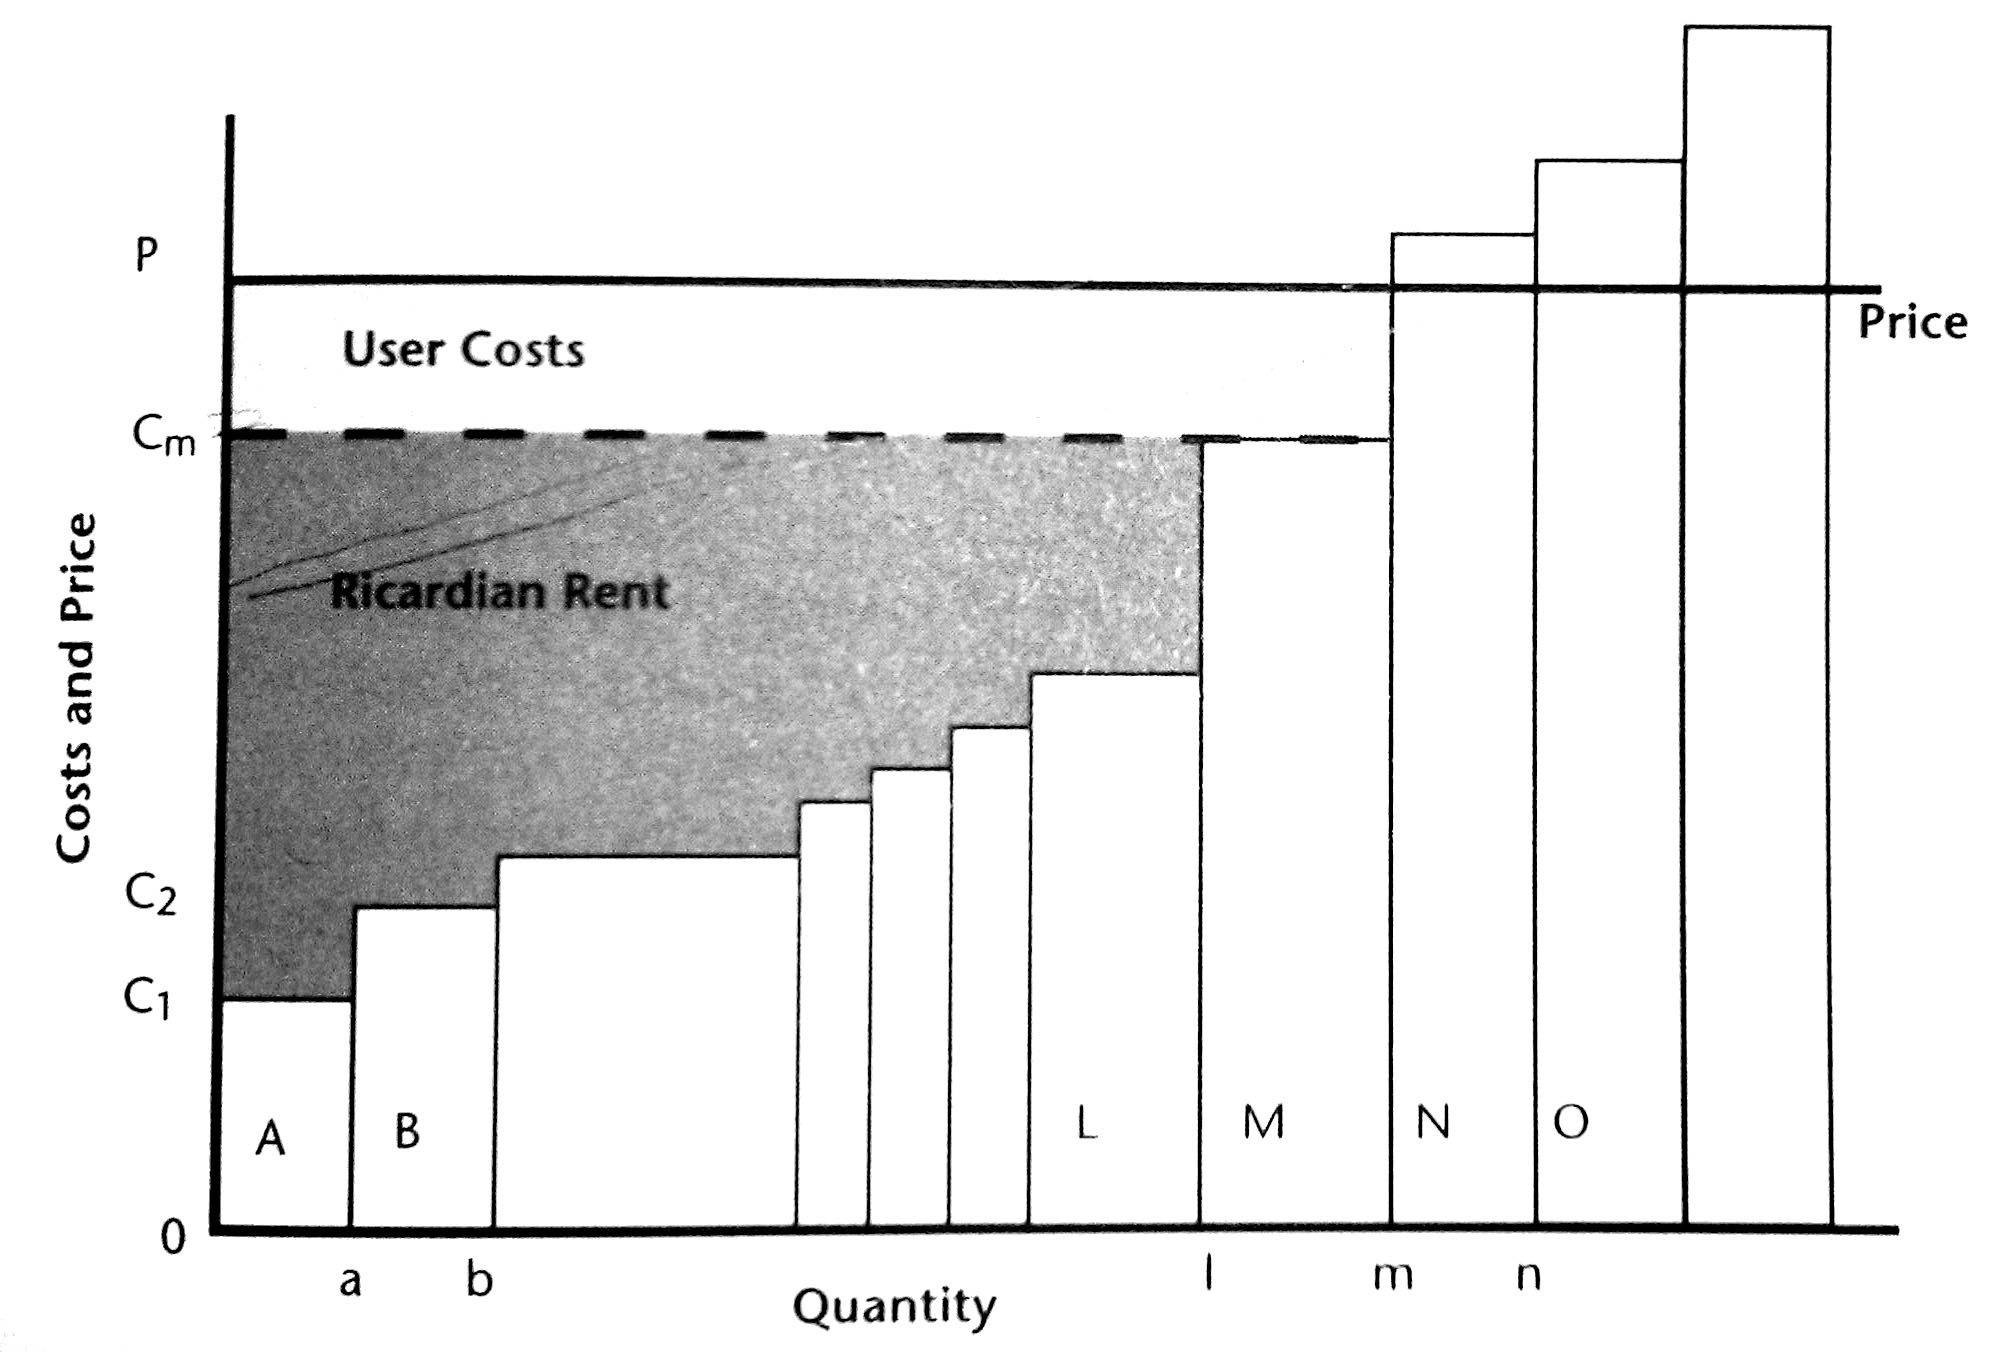 P
Price
User Costs
Cm
Costs and Price
Ricardian Rent
C2
C1
A
B
L
M
N
O
0
a
b
l
m
n
Quantity